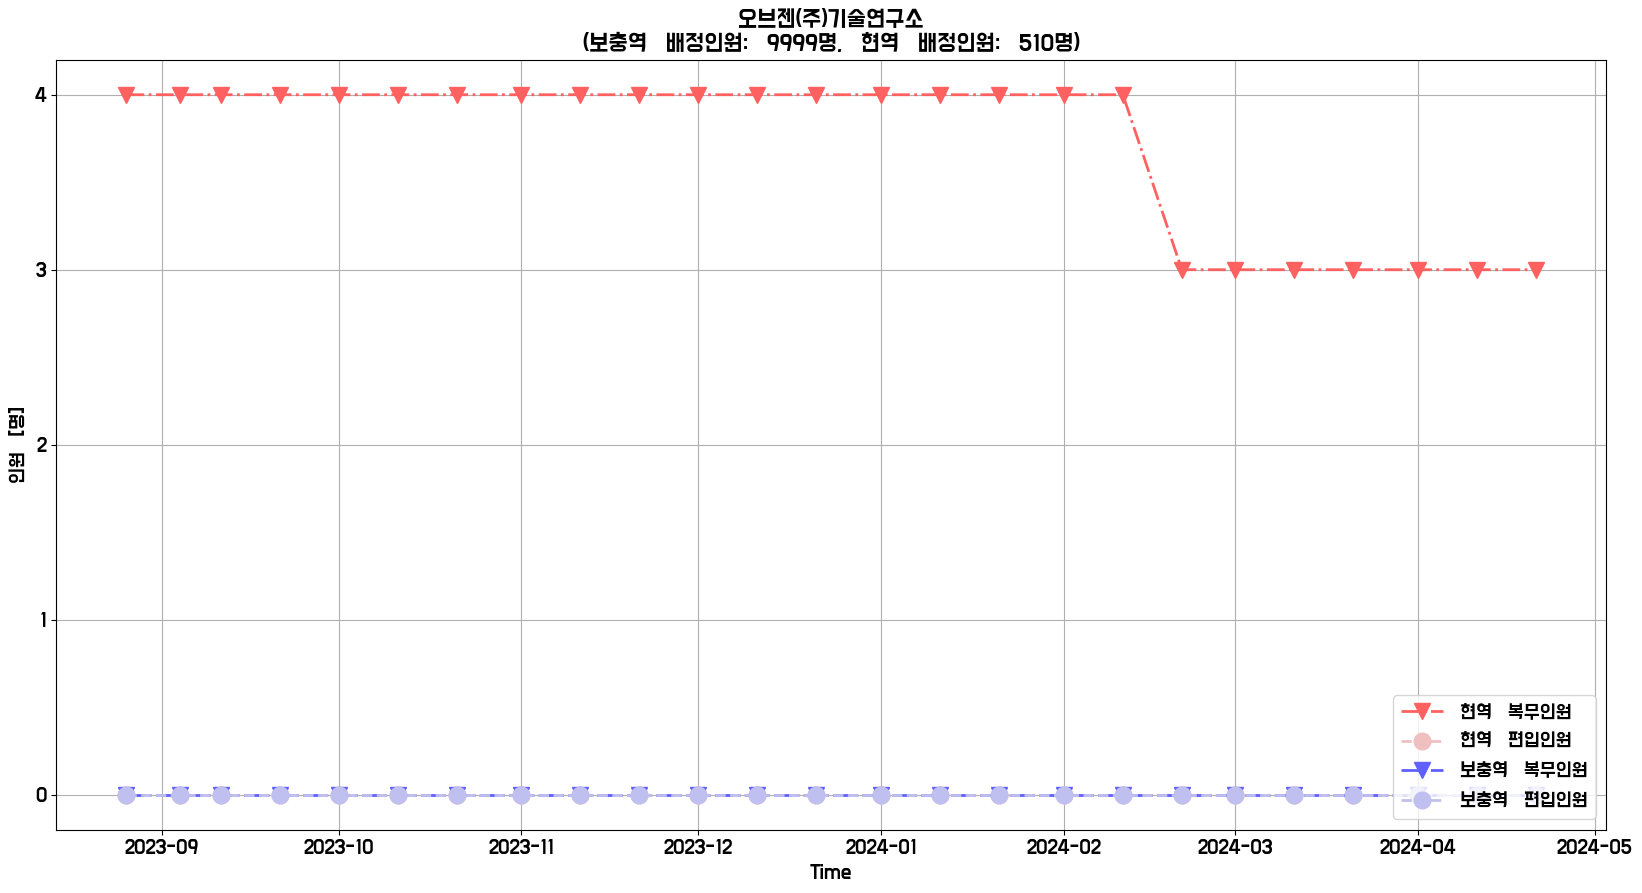 오브젠(주)기술연구소
(보충역 배정인원: 9999명, 현역 배정인원: 510명)
인원 [명]
4
3
2
1
0
현역 복무인원
현역 편입인원
보충역 복무인원
보충역 편입인원
2023-09 2023-10 2023-11 2023-12 2024-01 2024-02 2024-03 2024-04 2024-05
Time